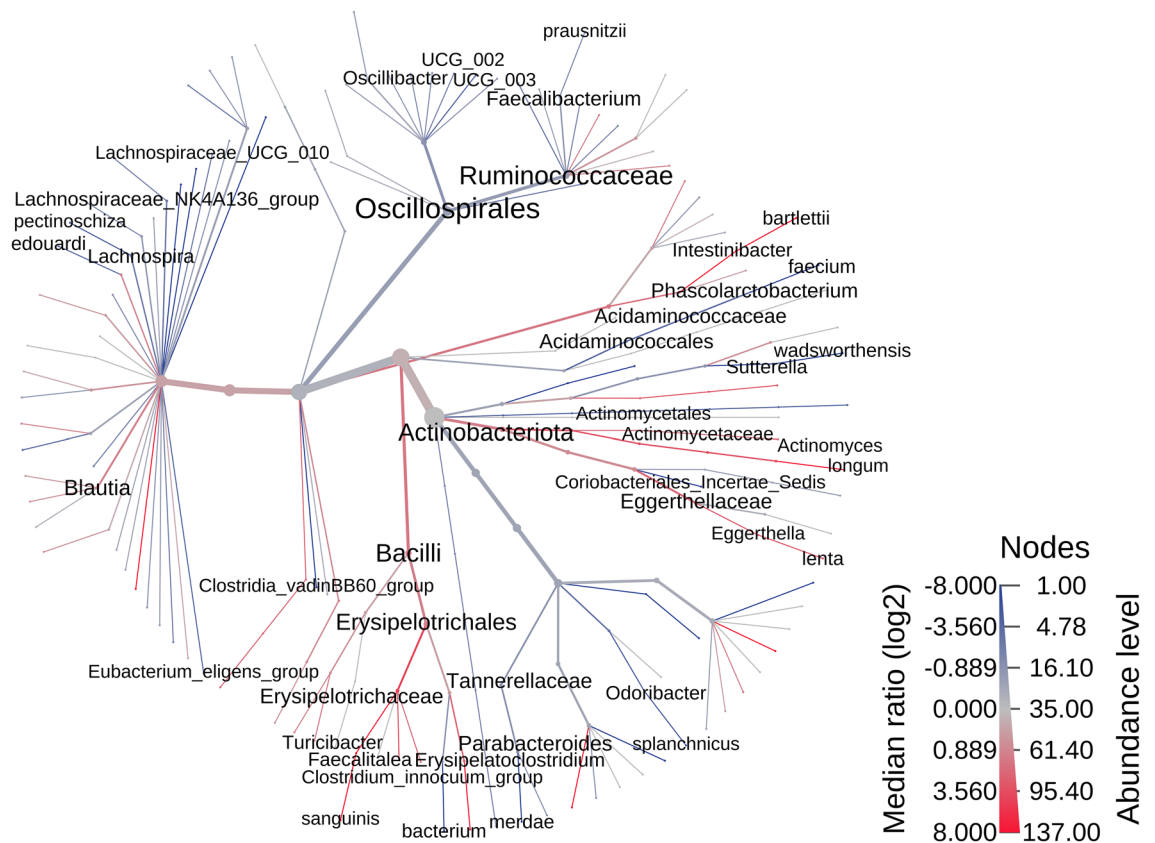 prausnitzii
UCG_002
Oscillibacter
UCG_003
Faecalibacterium
Lachnospiraceae_UCG_010
Ruminococcaceae
Lachnospiraceae_NK4A136_group
Oscillospirales
pectinoschiza
bartlettii
edouardi
Intestinibacter
Lachnospira
faecium
Phascolarctobacterium
Acidaminococcaceae
Acidaminococcales
wadsworthensis
Sutterella
Actinomycetales
Actinobacteriota
Actinomycetaceae
Actinomyces
longum
Coriobacteriales_Incertae_Sedis
Blautia
Eggerthellaceae
Eggerthella
Bacilli
lenta
Clostridia_vadinBB60_group
Erysipelotrichales
Eubacterium_eligens_group
Tannerellaceae
Odoribacter
Erysipelotrichaceae
Turicibacter
Parabacteroides
splanchnicus
Faecalitalea
Erysipelatoclostridium
Clostridium_innocuum_group
sanguinis
merdae
bacterium
Nodes
Median ratio (log2)
Abundance level
-8.000 1.00
-3.560 4.78
-0.889 16.10
0.000 35.00
0.889 61.40
3.560 95.40
8.000 137.00